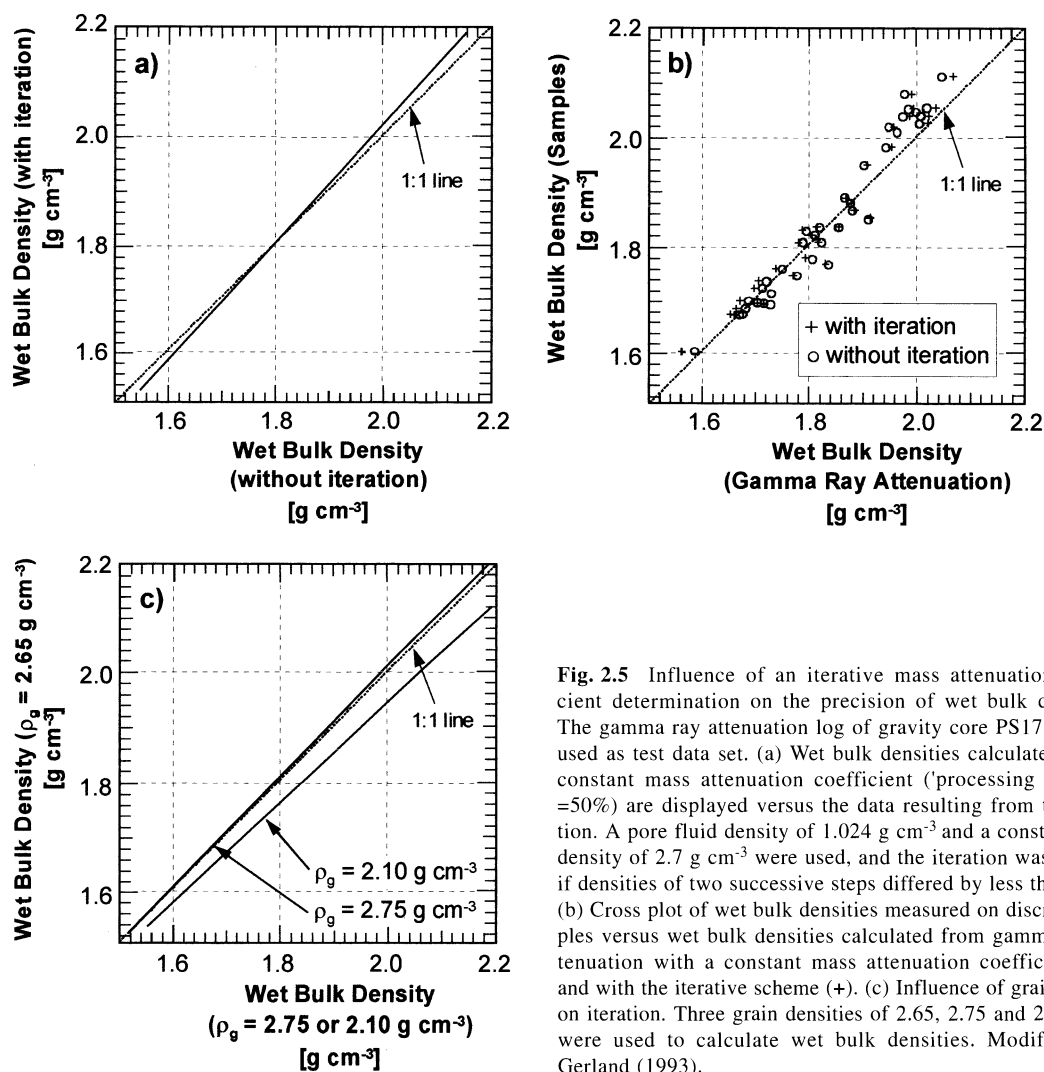 2.2
2.0
1.8
1.6
a)
1:1 line
1.6
1.8
2.0
2.2
Wet Bulk Density (with iteration)
[g cm⁻³]
Wet Bulk Density
(without iteration)
[g cm⁻³]
2.2
2.0
1.8
1.6
b)
1:1 line
+ with iteration
o without iteration
1.6
1.8
2.0
2.2
Wet Bulk Density (Samples)
[g cm⁻³]
Wet Bulk Density
(Gamma Ray Attenuation)
[g cm⁻³]
2.2
2.0
1.8
1.6
c)
1:1 line
ρg = 2.10 g cm⁻³
ρg = 2.75 g cm⁻³
1.6
1.8
2.0
2.2
Wet Bulk Density (ρg = 2.65 g cm⁻³)
[g cm⁻³]
Wet Bulk Density
(ρg = 2.75 or 2.10 g cm⁻³)
[g cm⁻³]
Fig. 2.5 Influence of an iterative mass attenuation
cient determination on the precision of wet bulk
The gamma ray attenuation log of gravity core PS17
used as test data set. (a) Wet bulk densities calculate
constant mass attenuation coefficient ('processing
=50%) are displayed versus the data resulting from
tion. A pore fluid density of 1.024 g cm⁻³ and a const
density of 2.7 g cm⁻³ were used, and the iteration was
if densities of two successive steps differed by less th
(b) Cross plot of wet bulk densities measured on discr
ples versus wet bulk densities calculated from gamm
tenuation with a constant mass attenuation coeffic
and with the iterative scheme (+). (c) Influence of grai
on iteration. Three grain densities of 2.65, 2.75 and 2
were used to calculate wet bulk densities. Modif
Gerland (1993).